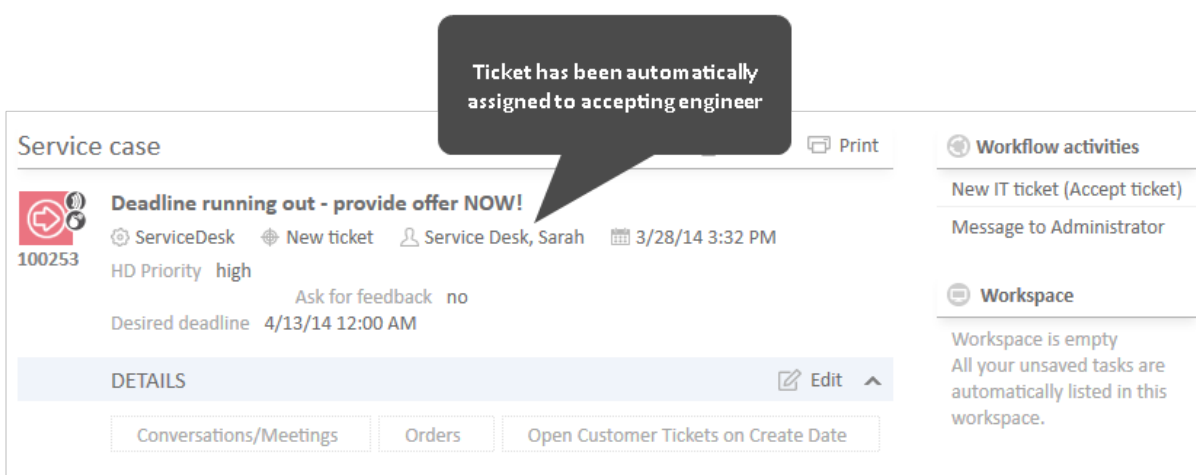 Ticket has been automatically
assigned to accepting engineer
Service case
Print
Deadline running out - provide offer NOW!
ServiceDesk New ticket Service Desk, Sarah 3/28/14 3:32 PM
100253
HD Priority high
Ask for feedback no
Desired deadline 4/13/14 12:00 AM
DETAILS
Edit
Conversations/Meetings Orders Open Customer Tickets on Create Date
Workflow activities
New IT ticket (Accept ticket)
Message to Administrator
Workspace
Workspace is empty
All your unsaved tasks are
automatically listed in this
workspace.